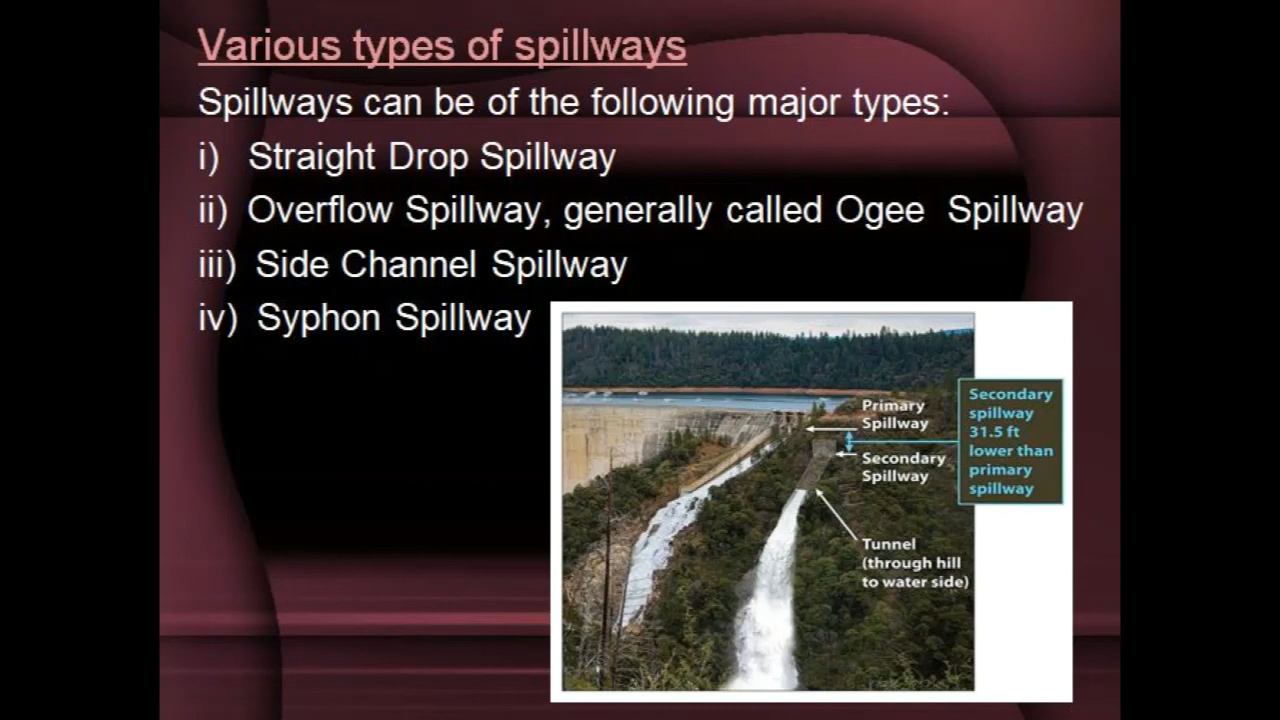 Various types of spillways
Spillways can be of the following major types:
i) Straight Drop Spillway
ii) Overflow Spillway, generally called Ogee Spillway
iii) Side Channel Spillway
iv) Syphon Spillway
Primary
Spillway
Secondary
Spillway
Tunnel
(through hill
to water side)
Secondary
spillway
31.5 ft
lower than
primary
spillway